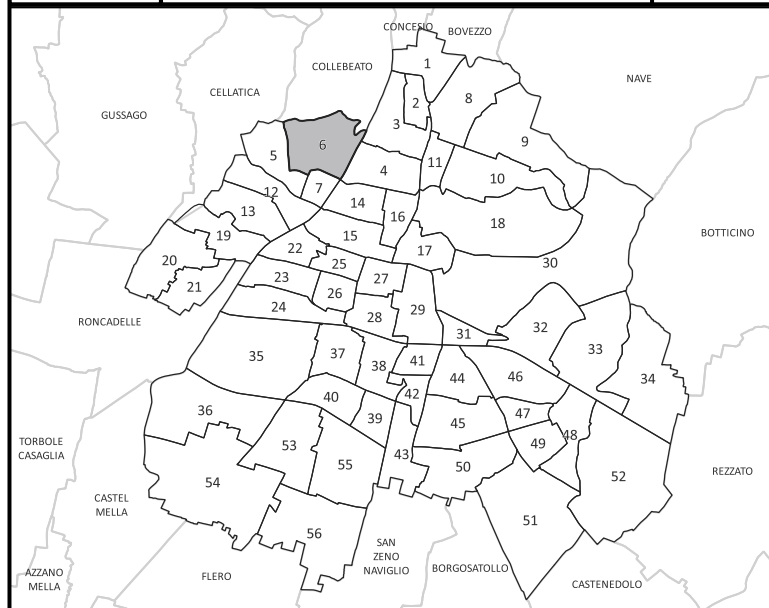 CONCESIO
BOVEZZO
1
COLLEBEATO
NAVE
CELLATICA
8
2
GUSSAGO
3
9
6
5
11
4
10
7
12
14
13
16
18
BOTTICINO
19
15
22
17
20
25
30
23
27
21
26
24
29
28
RONCADELLE
31
32
33
37
35
41
38
46
44
34
42
40
36
47
39
45
48
49
53
TORBOLE
CASAGLIA
43
55
50
REZZATO
52
54
CASTEL
MELLA
51
56
SAN
ZENO
NAVIGLIO
BORGOSATOLLO
AZZANO
MELLA
FLERO
CASTENEDOLO